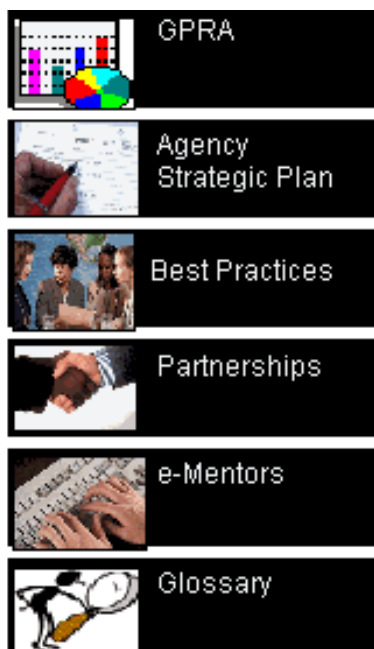 GPRA
Agency
Strategic Plan
Best Practices
Partnerships
e-Mentors
Glossary